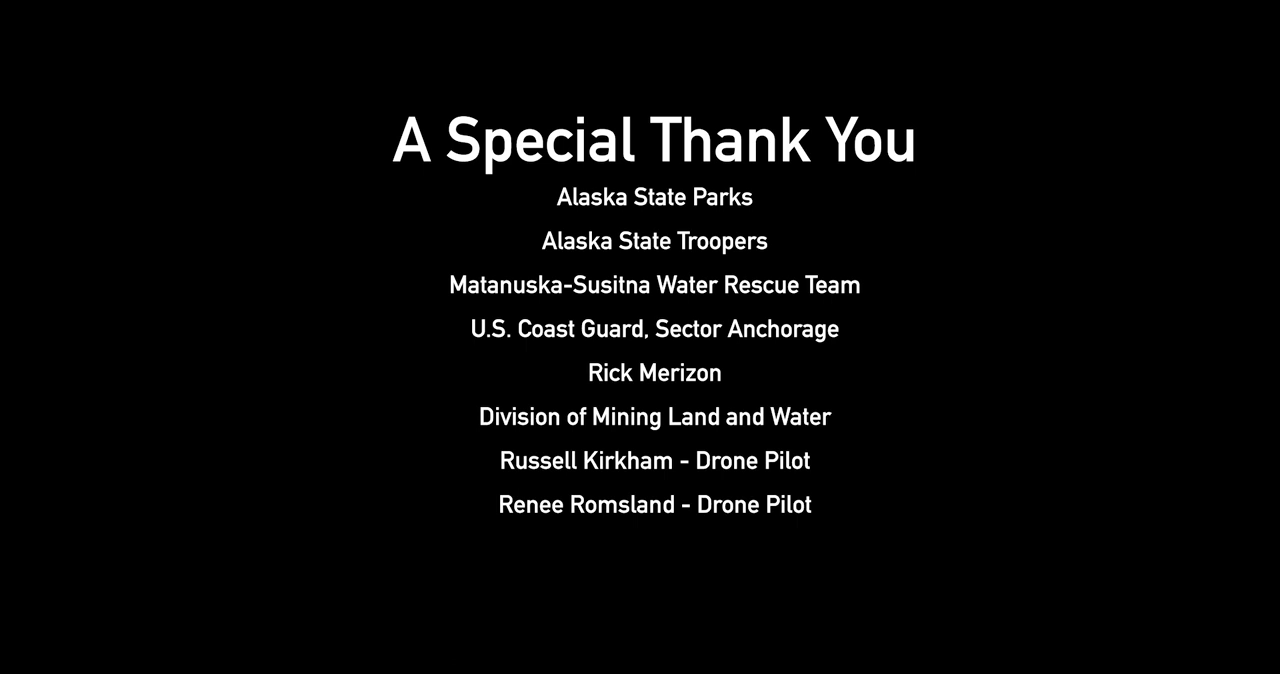 A Special Thank You
Alaska State Parks
Alaska State Troopers
Matanuska-Susitna Water Rescue Team
U.S. Coast Guard, Sector Anchorage
Rick Merizon
Division of Mining Land and Water
Russell Kirkham - Drone Pilot
Renee Romsland - Drone Pilot